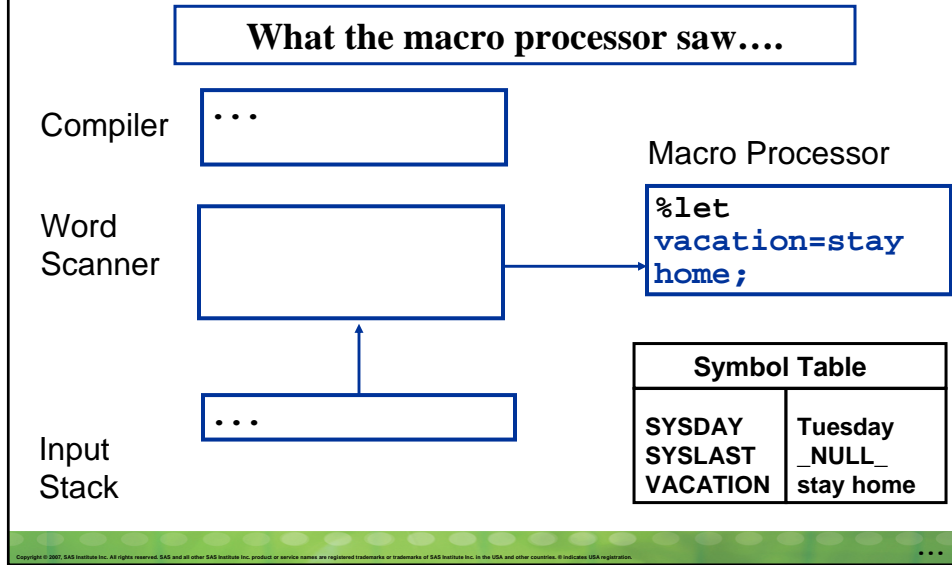 What the macro processor saw….
Compiler
...
Macro Processor
%let
vacation=stay
home;
Word
Scanner
Symbol Table
SYSDAY Tuesday
SYSLAST _NULL_
VACATION stay home
...
Input
Stack
Copyright © 2007, SAS Institute Inc. All rights reserved. SAS and all other SAS Institute Inc. product or service names are registered trademarks or trademarks of SAS Institute Inc. in the USA and other countries. ® indicates USA registration.
...